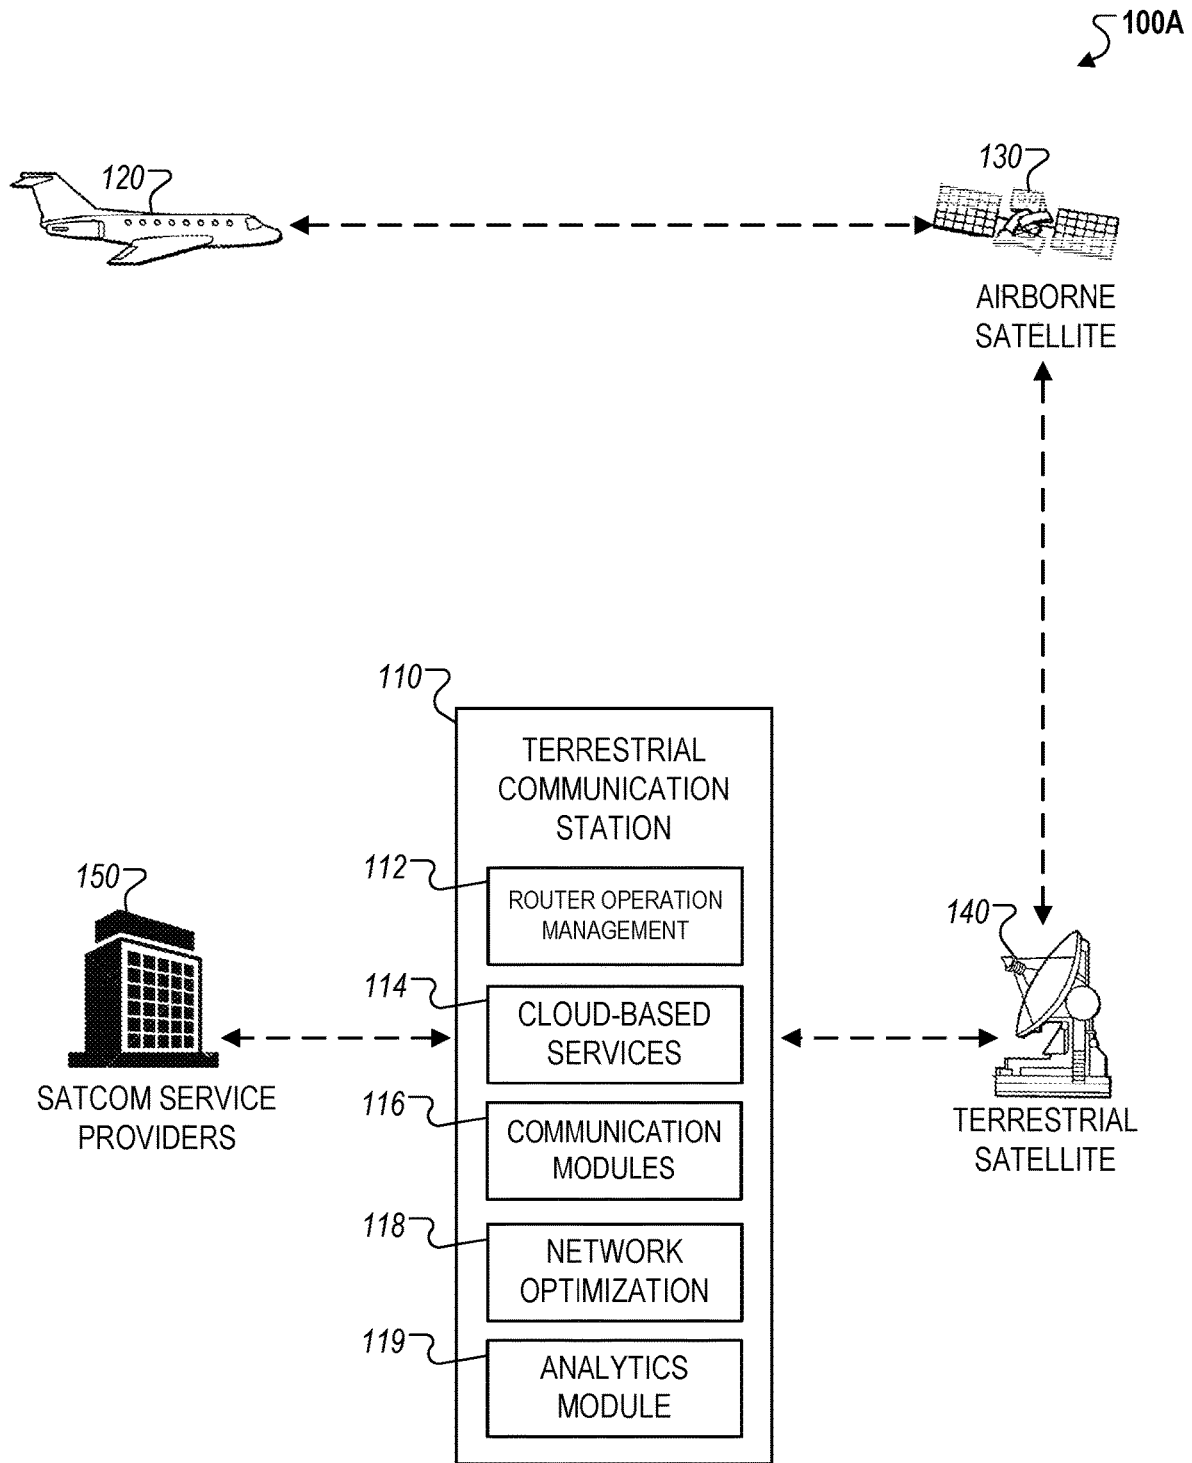 100A
120
130
AIRBORNE
SATELLITE
110
TERRESTRIAL
COMMUNICATION
STATION
112
ROUTER OPERATION
MANAGEMENT
150
140
114
CLOUD-BASED
SERVICES
SATCOM SERVICE
PROVIDERS
116
COMMUNICATION
MODULES
TERRESTRIAL
SATELLITE
118
NETWORK
OPTIMIZATION
119
ANALYTICS
MODULE